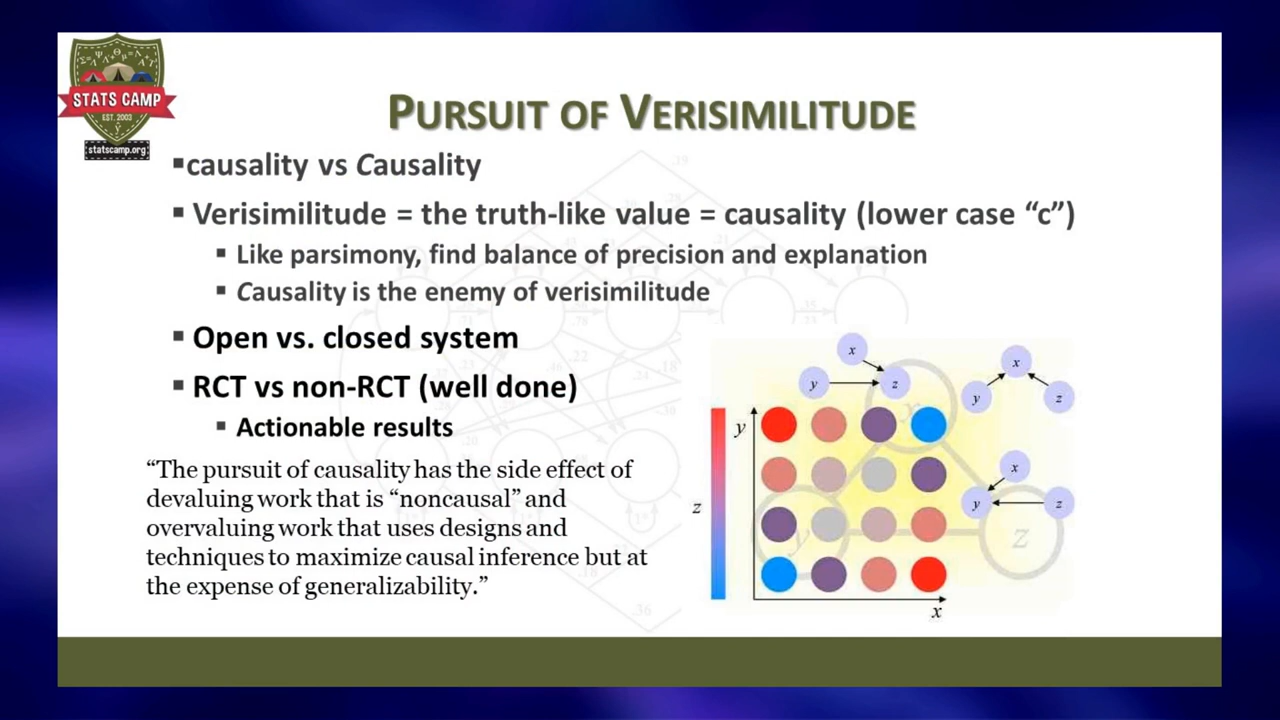 STATS CAMP
EST. 2003
statscamp.org
PURSUIT OF VERISIMILITUDE
▪causality vs Causality
▪ Verisimilitude = the truth-like value = causality (lower case “c”)
▪ Like parsimony, find balance of precision and explanation
▪ Causality is the enemy of verisimilitude
▪ Open vs. closed system
▪ RCT vs non-RCT (well done)
▪ Actionable results
“The pursuit of causality has the side effect of
devaluing work that is “noncausal” and
overvaluing work that uses designs and
techniques to maximize causal inference but at
the expense of generalizability.”
x
y
z
x
y
z
x
y
z
y
z
x
x
y
z
.36